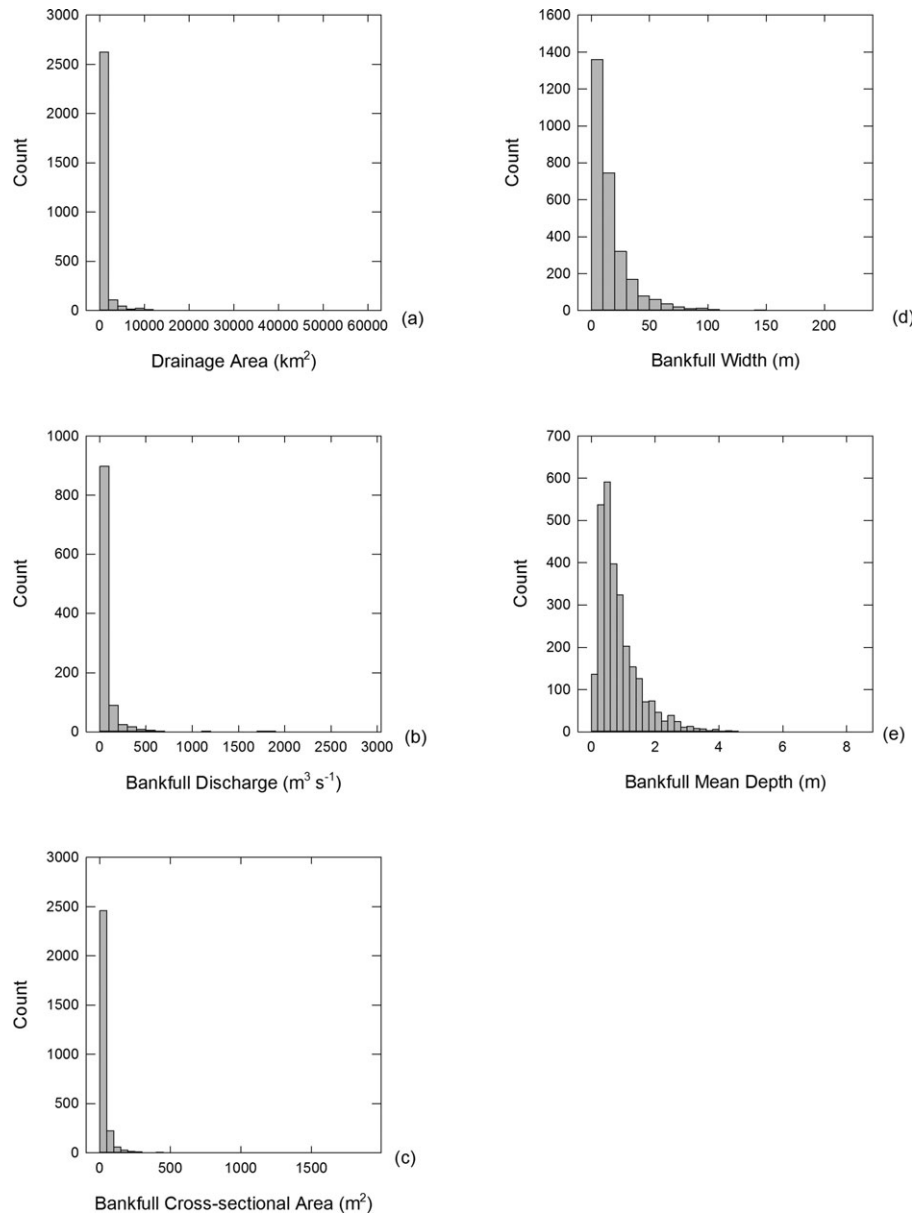 3000
2500
2000
1500
1000
500
0
Count
0 10000 20000 30000 40000 50000 60000
Drainage Area (km²)
(a)
1600
1400
1200
1000
800
600
400
200
0
Count
0 50 100 150 200
Bankfull Width (m)
(d)
1000
800
600
400
200
0
Count
0 500 1000 1500 2000 2500 3000
Bankfull Discharge (m³ s⁻¹)
(b)
700
600
500
400
300
200
100
0
Count
0 2 4 6 8
Bankfull Mean Depth (m)
(e)
3000
2500
2000
1500
1000
500
0
Count
0 500 1000 1500
Bankfull Cross-sectional Area (m²)
(c)